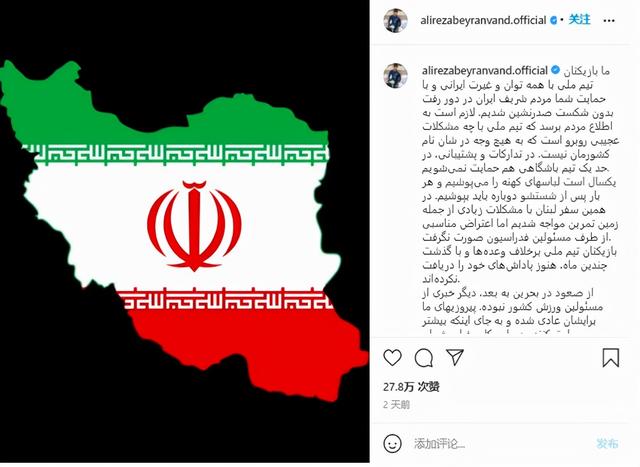 alirezabeyranvand.official • 关注
alirezabeyranvand.official ما بازیکنان
تیم ملی با همه توان و غیرت ایرانی و با
حمایت شما مردم شریف ایران در دور رفت
بدون شکست صدرنشین شدیم. لازم است به
اطلاع مردم برسد که تیم ملی با چه مشکلات
عجیبی روبرو است که به هیچ وجه در شان نام
کشورمان نیست. در تدارکات و پشتیبانی، در
حد یک تیم باشگاهی هم حمایت نمی‌شویم.
یکسال است لباسهای کهنه را می‌پوشیم و هر
بار پس از شستشو دوباره باید بپوشیم. در
همین سفر لبنان با مشکلات زیادی از جمله
زمین تمرین مواجه شدیم اما اعتراض مناسبی
از طرف مسئولین فدراسیون صورت نگرفت.
بازیکنان تیم ملی برخلاف وعده‌ها و با گذشت
چندین ماه، هنوز پاداش‌های خود را دریافت
نکرده‌اند
از صعود در بحرین به بعد، دیگر خبری از
مسئولین ورزش کشور نبوده. پیروزیهای ما
برایشان عادی شده و به جای اینکه بیشتر
27.8万 次赞
2 天前
添加评论...
发布